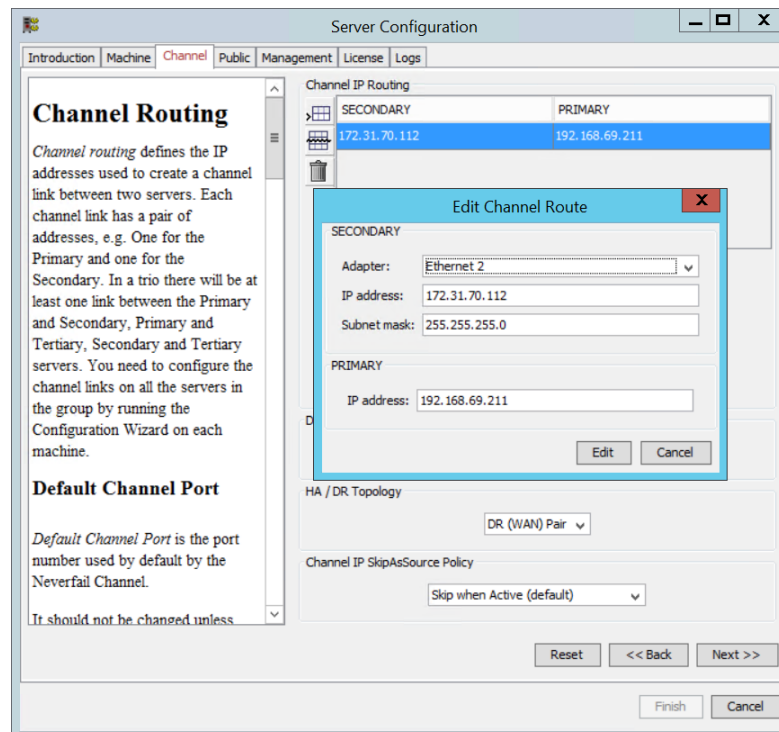 Server Configuration
Introduction Machine Channel Public Management License Logs
Channel Routing
Channel routing defines the IP
addresses used to create a channel
link between two servers. Each
channel link has a pair of
addresses, e.g. One for the
Primary and one for the
Secondary. In a trio there will be at
least one link between the Primary
and Secondary, Primary and
Tertiary, Secondary and Tertiary
servers. You need to configure the
channel links on all the servers in
the group by running the
Configuration Wizard on each
machine.
Default Channel Port
Default Channel Port is the port
number used by default by the
Neverfail Channel.
It should not be changed unless
Channel IP Routing
SECONDARY PRIMARY
172.31.70.112 192.168.69.211
Edit Channel Route
X
SECONDARY
Adapter: Ethernet 2
IP address: 172.31.70.112
Subnet mask: 255.255.255.0
PRIMARY
IP address: 192.168.69.211
Edit Cancel
D
HA / DR Topology
DR (WAN) Pair
Channel IP SkipAsSource Policy
Skip when Active (default)
Reset << Back Next >>
Finish Cancel